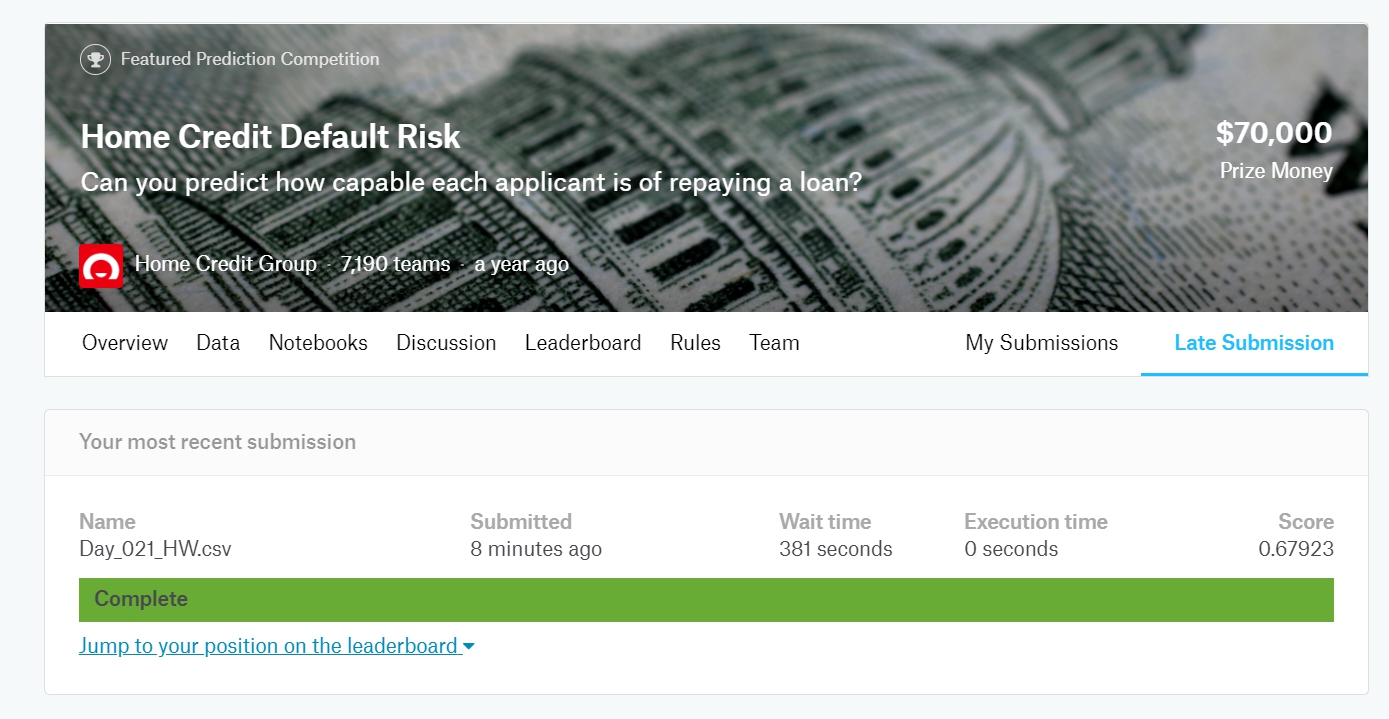 Featured Prediction Competition
Home Credit Default Risk
$70,000
Can you predict how capable each applicant is of repaying a loan?
Prize Money
Home Credit Group · 7,190 teams · a year ago
Overview Data Notebooks Discussion Leaderboard Rules Team My Submissions Late Submission
Your most recent submission
Name Submitted Wait time Execution time Score
Day_021_HW.csv 8 minutes ago 381 seconds 0 seconds 0.67923
Complete
Jump to your position on the leaderboard